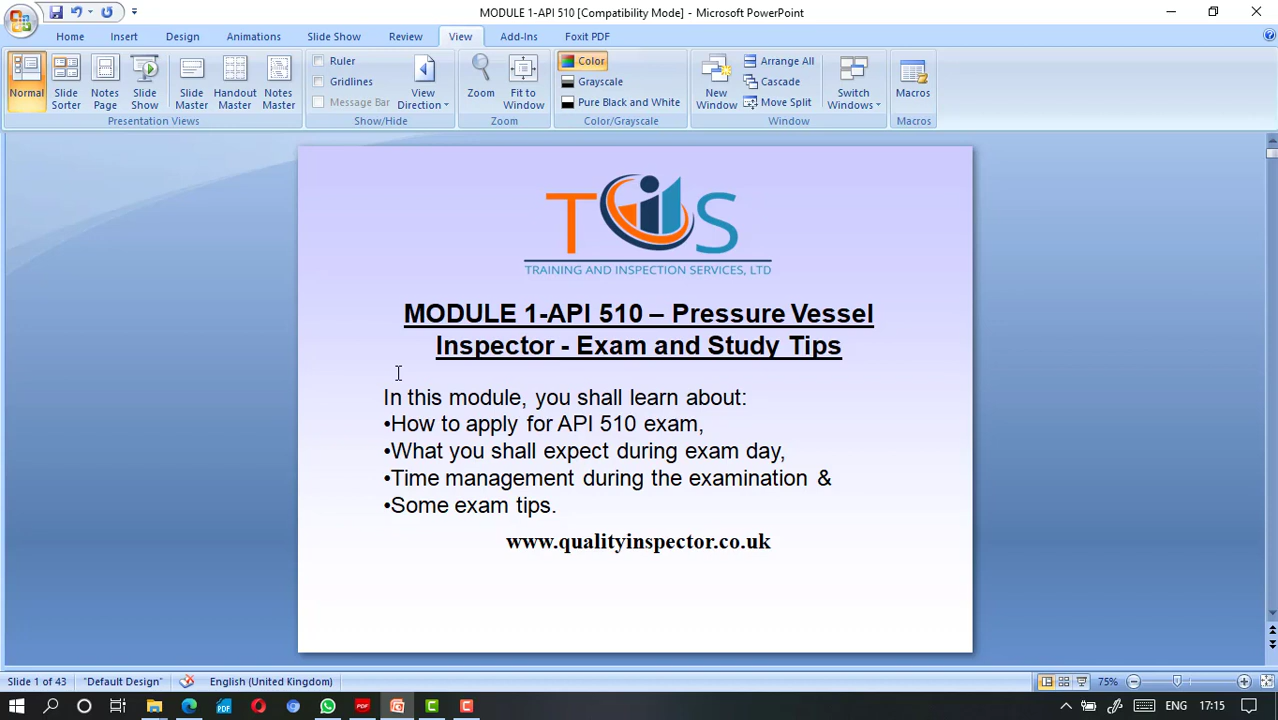 MODULE 1-API 510 [Compatibility Mode] - Microsoft PowerPoint
Home Insert Design Animations Slide Show Review View Add-Ins Foxit PDF
Normal
Slide Sorter
Notes Page
Slide Show
Slide Master
Handout Master
Notes Master
Presentation Views
Ruler
Gridlines
Message Bar
View Direction
Show/Hide
Zoom
Fit to Window
Zoom
Color
Grayscale
Pure Black and White
Color/Grayscale
New Window
Arrange All
Cascade
Move Split
Switch Windows
Window
Macros
Macros
TiIS
TRAINING AND INSPECTION SERVICES, LTD
MODULE 1-API 510 – Pressure Vessel
Inspector - Exam and Study Tips
In this module, you shall learn about:
•How to apply for API 510 exam,
•What you shall expect during exam day,
•Time management during the examination &
•Some exam tips.
www.qualityinspector.co.uk
Slide 1 of 43 "Default Design" English (United Kingdom) 75%
ENG 17:15